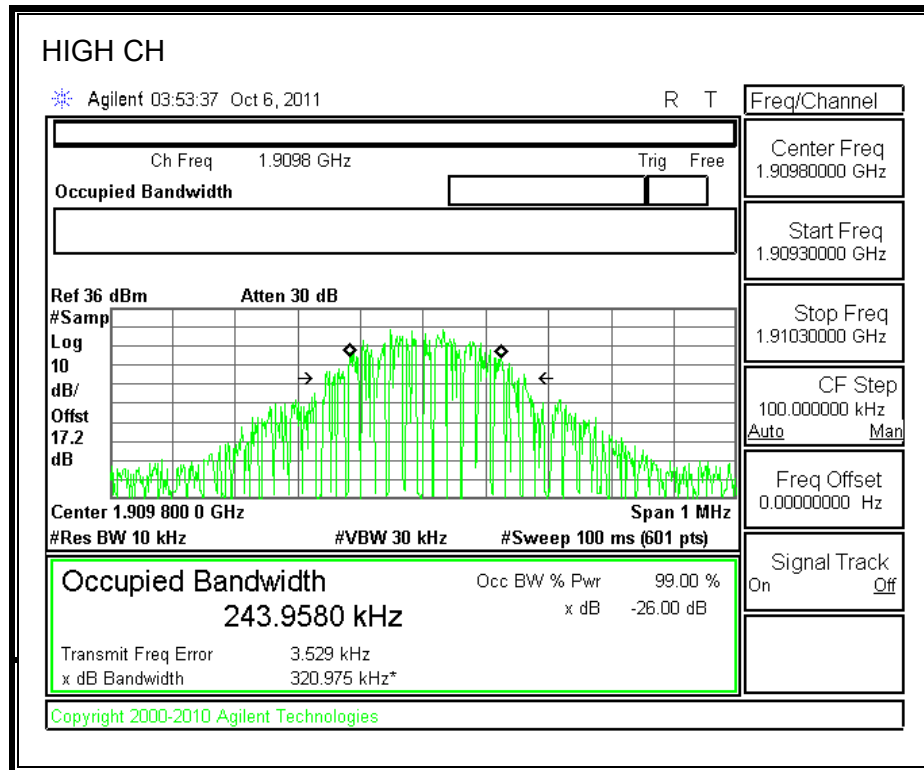 HIGH CH
Agilent 03:53:37 Oct 6, 2011 R T
Freq/Channel
Ch Freq 1.9098 GHz Trig Free
Occupied Bandwidth
Center Freq
1.90980000 GHz
Start Freq
1.90930000 GHz
Stop Freq
1.91030000 GHz
CF Step
100.000000 kHz
Auto Man
Freq Offset
0.00000000 Hz
Signal Track
On Off
Ref 36 dBm Atten 30 dB
#Samp
Log
10
dB/
Offst
17.2
dB
Center 1.909 800 0 GHz Span 1 MHz
#Res BW 10 kHz #VBW 30 kHz #Sweep 100 ms (601 pts)
Occupied Bandwidth Occ BW % Pwr 99.00 %
243.9580 kHz x dB -26.00 dB
Transmit Freq Error 3.529 kHz
x dB Bandwidth 320.975 kHz*
Copyright 2000-2010 Agilent Technologies